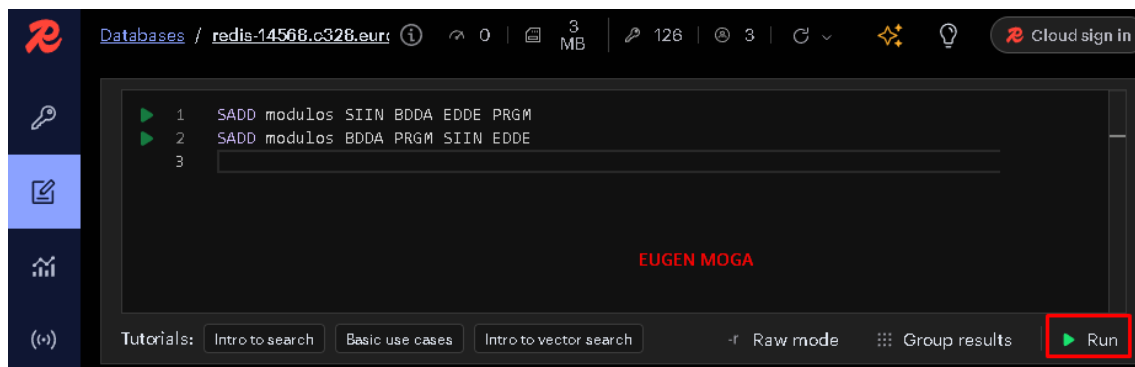 Databases / redis-14568.c328.eur 0 3 MB 126 3 Cloud sign in
1 SADD modulos SIIN BDDA EDDE PRGM
2 SADD modulos BDDA PRGM SIIN EDDE
3
EUGEN MOGA
Tutorials: Intro to search Basic use cases Intro to vector search -r Raw mode Group results Run